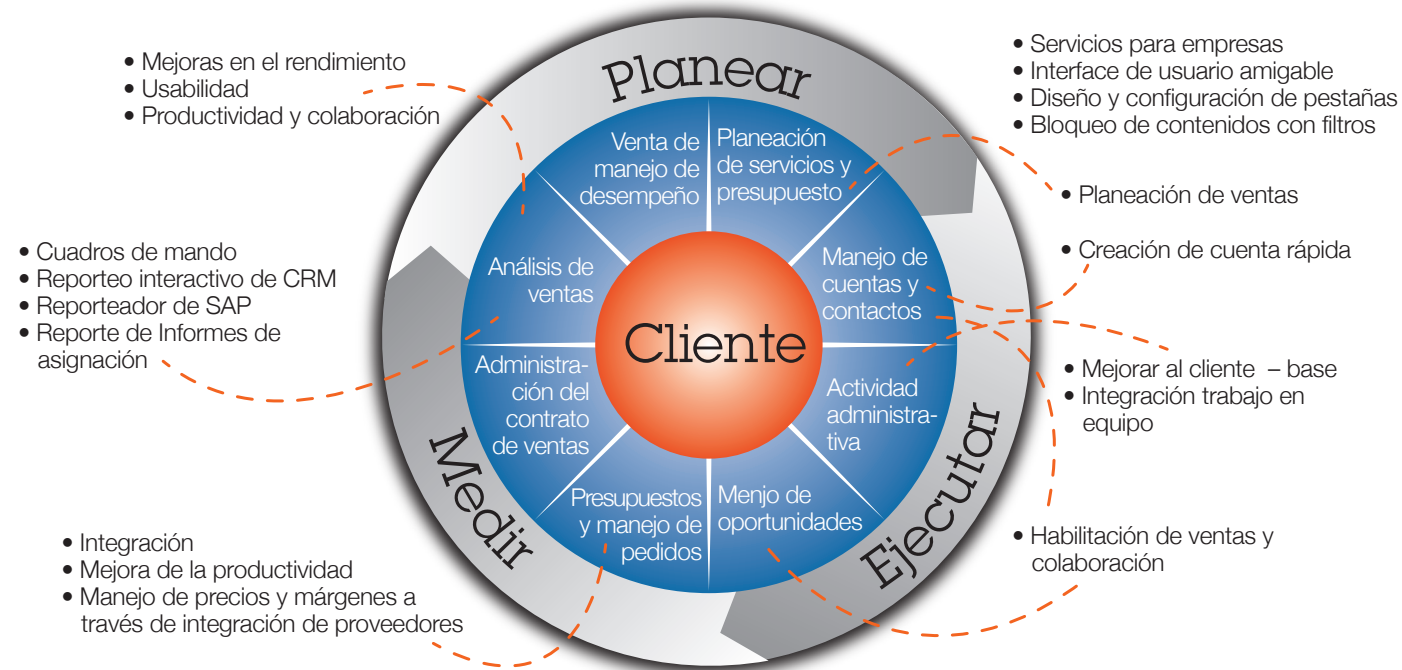 • Mejoras en el rendimiento
• Usabilidad
• Productividad y colaboración
• Servicios para empresas
• Interface de usuario amigable
• Diseño y configuración de pestañas
• Bloqueo de contenidos con filtros
• Planeación de ventas
• Creación de cuenta rápida
• Mejorar al cliente – base
• Integración trabajo en
equipo
• Habilitación de ventas y
colaboración
• Cuadros de mando
• Reporteo interactivo de CRM
• Reporteador de SAP
• Reporte de Informes de
asignación
• Integración
• Mejora de la productividad
• Manejo de precios y márgenes a
través de integración de proveedores
Planear
Ejecutar
Medir
Venta de
manejo de
desempeño
Planeación
de servicios y
presupuesto
Manejo de
cuentas y
contactos
Actividad
administra-
tiva
Menjo de
oportunidades
Presupuestos
y manejo de
pedidos
Administra-
ción del
contrato
de ventas
Análisis de
ventas
Cliente